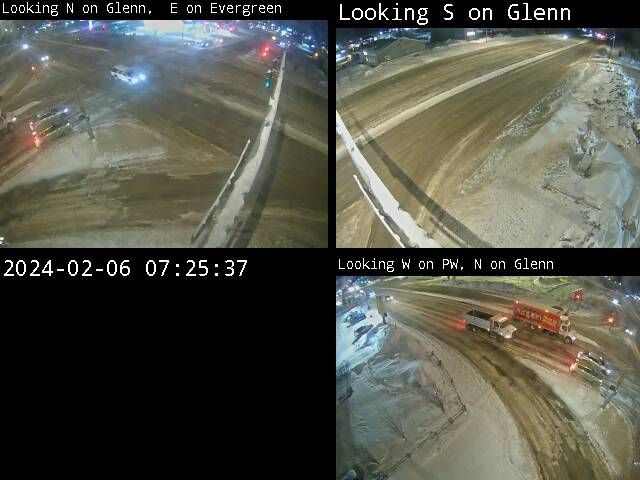 Looking N on Glenn,  E on Evergreen
Looking S on Glenn
2024-02-06 07:25:37
Looking W on PW, N on Glenn